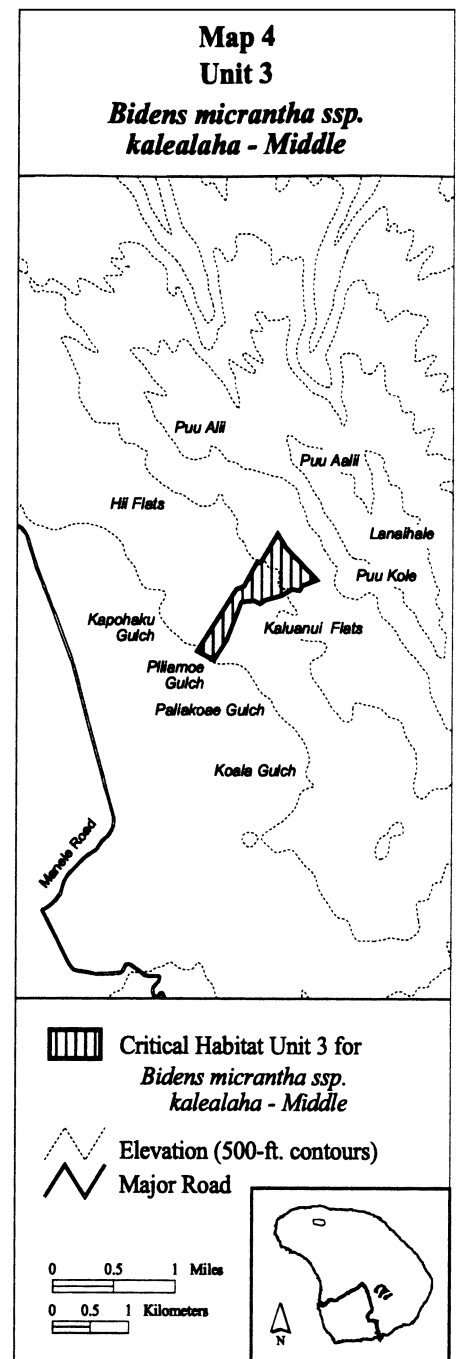 Map 4
Unit 3
Bidens micrantha ssp.
kalealaha - Middle
Puu Alii
Puu Aalii
Hii Flats
Lanaihale
Puu Kole
Kapohaku
Gulch
Kaluanui Flats
Piliamoe
Gulch
Paliakoae Gulch
Koala Gulch
Manele Road
Critical Habitat Unit 3 for
Bidens micrantha ssp.
kalealaha - Middle
Elevation (500-ft. contours)
Major Road
0 0.5 1 Miles
0 0.5 1 Kilometers
N